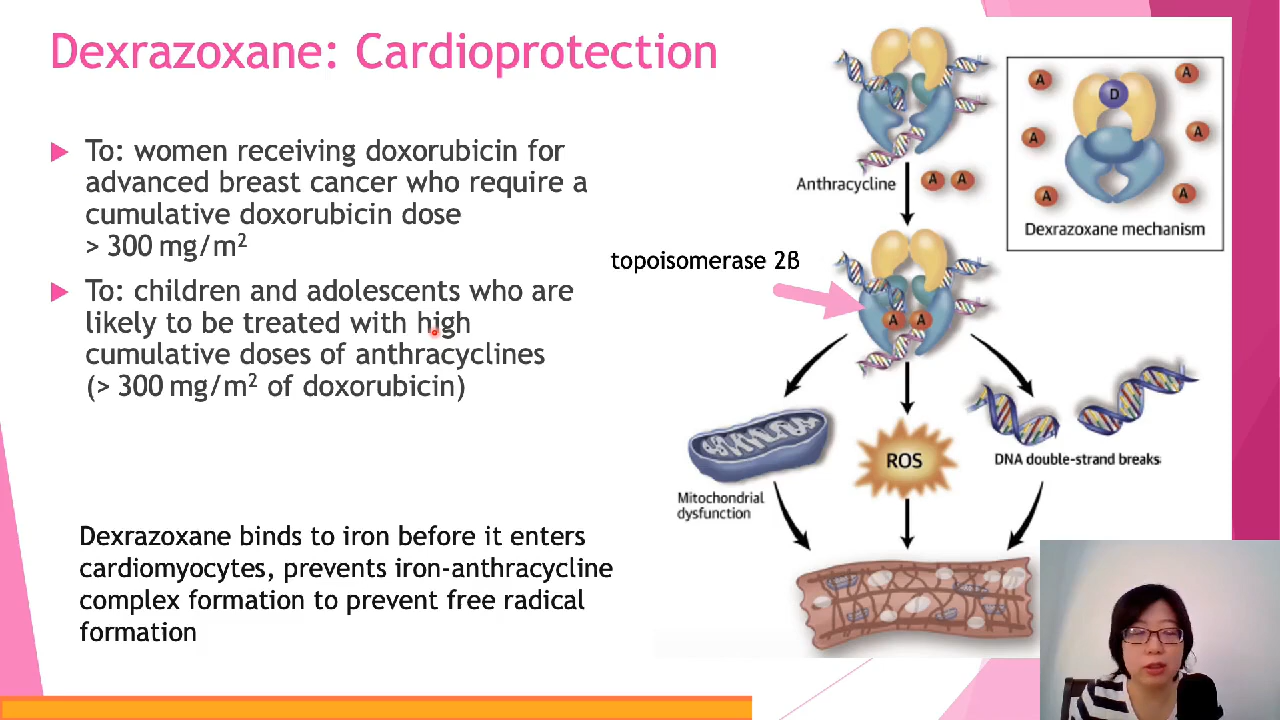 Dexrazoxane: Cardioprotection
To: women receiving doxorubicin for
advanced breast cancer who require a
cumulative doxorubicin dose
> 300 mg/m²
To: children and adolescents who are
likely to be treated with high
cumulative doses of anthracyclines
(> 300 mg/m² of doxorubicin)
Dexrazoxane binds to iron before it enters
cardiomyocytes, prevents iron-anthracycline
complex formation to prevent free radical
formation
Anthracycline
A A
topoisomerase 2ß
A A
Mitochondrial
dysfunction
ROS
DNA double-strand breaks
A A
D
A A
A A
Dexrazoxane mechanism